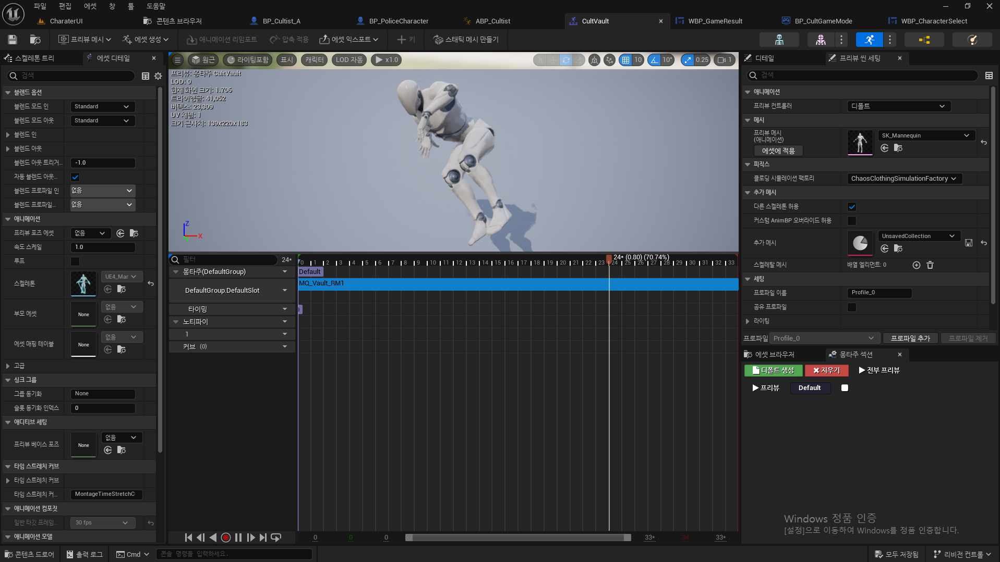 파일 편집 에셋 창 툴 도움말
CharaterUI 콘텐츠 브라우저 BP_Cultist_A BP_PoliceCharacter ABP_Cultist CultVault WBP_GameResult BP_CultGameMode WBP_CharacterSelect
프리뷰 메시 에셋 생성 애니메이션 리임포트 압축 적용 에셋 익스포트 키 스태틱 메시 만들기
스켈레톤 트리 에셋 디테일
검색
블렌드 옵션
블렌드 모드 인 Standard
블렌드 모드 아웃 Standard
블렌드 인
블렌드 아웃
블렌드 아웃 트리거... -1.0
자동 블렌드 아웃...
블렌드 프로파일 인 없음
블렌드 프로파일... 없음
애니메이션
프리뷰 포즈 에셋 없음
속도 스케일 1.0
루프
스켈레톤 UE4_Mar
부모 에셋 None 없음
에셋 매핑 테이블 None 없음
고급
싱크 그룹
그룹 동기화 None
슬롯 동기화 인덱스 0
애디티브 세팅
프리뷰 베이스 포즈 None 없음
타임 스트레치 커브
타임 스트레치 커브
타임 스트레치 커... MontageTimeStretchC
애니메이션 컴포짓
일반 타깃 프레임... 30 fps
애니메이션 모델
원근 라이팅포함 표시 캐릭터 LOD 자동 x1.0 10 10° 0.25 1
프리뷰: 몽타주 CultVault
LOD: 0
현재 화면 크기: 1.706
트라이앵글: 41,052
버텍스: 23,309
UV 채널: 1
크기 근사치: 139x220x183
Z
X
필터 24*
24* (0.80) (70.74%)
0 1 2 3 4 5 6 7 8 9 10 11 12 13 14 15 16 17 18 19 20 21 22 23 24 25 26 27 28 29 30 31 32 33
몽타주(DefaultGroup) Default
DefaultGroup.DefaultSlot MQ_Vault_RM1
타이밍
노티파이
1
커브 (0)
0 0 0 33* 34 33*
디테일 프리뷰 씬 세팅
검색
애니메이션
프리뷰 컨트롤러 디폴트
메시
프리뷰 메시
(애니메이션)
에셋에 적용
SK_Mannequin
피직스
클로딩 시뮬레이션 팩토리 ChaosClothingSimulationFactory
추가 메시
다른 스켈레톤 허용
커스텀 AnimBP 오버라이드 허용
추가 메시 UnsavedCollection
스켈레탈 메시 배열 엘리먼트: 0
세팅
프로파일 이름 Profile_0
공유 프로파일
라이팅
프로파일 Profile_0 프로파일 추가 프로파일 제거
에셋 브라우저 몽타주 섹션
디폴트 생성 지우기 전부 프리뷰
프리뷰 Default
Windows 정품 인증
[설정]으로 이동하여 Windows를 정품 인증합니다.
콘텐츠 드로어 출력 로그 Cmd 콘솔 명령을 입력하세요. 모두 저장됨 리비전 컨트롤